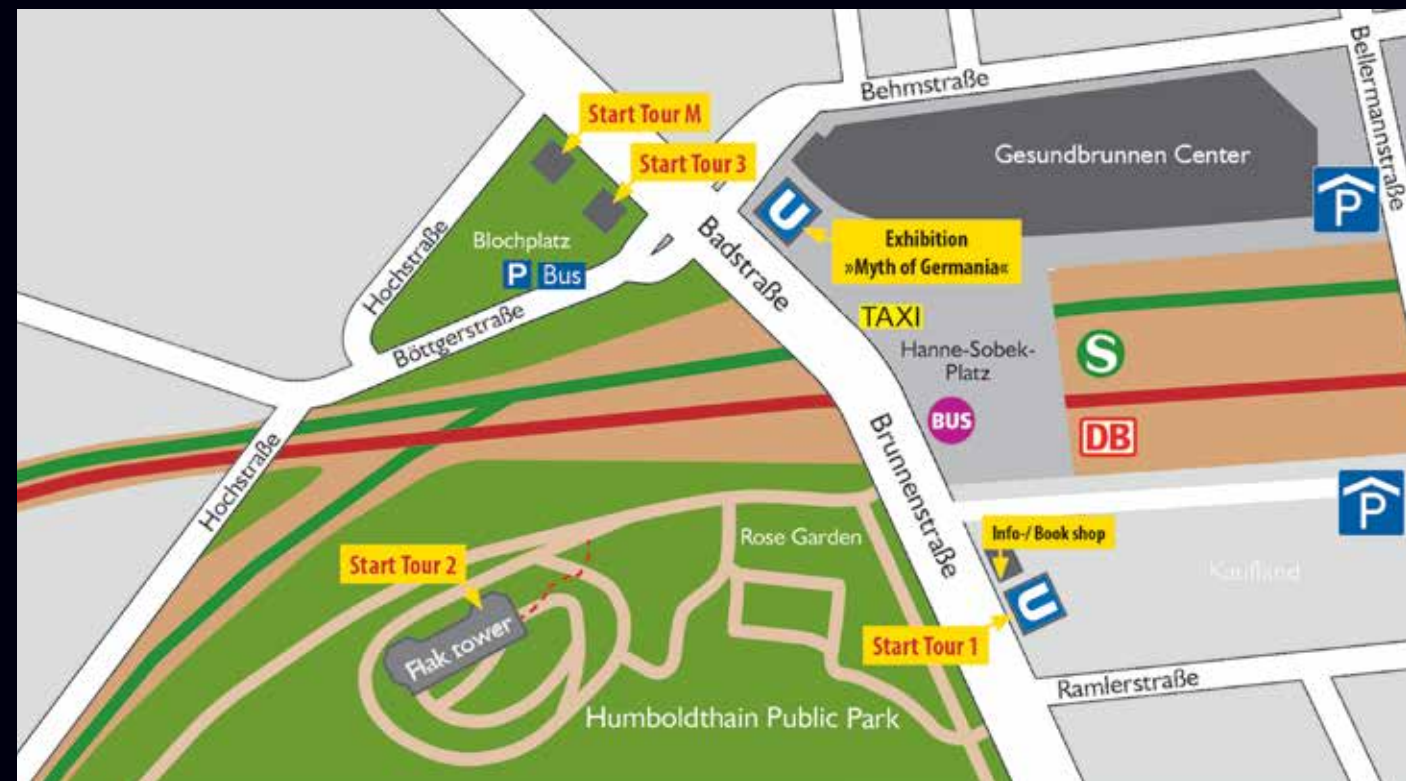 Behmstraße
Bellermannstraße
Start Tour M
Start Tour 3
Gesundbrunnen Center
P
U
Hochstraße
Blochplatz
P Bus
Badstraße
Exhibition
»Myth of Germania«
Böttgerstraße
TAXI
Hanne-Sobek-
Platz
S
BUS
DB
Brunnenstraße
Hochstraße
P
Rose Garden
Info-/ Book shop
Start Tour 2
Kaufland
U
Flak tower
Start Tour 1
Ramlerstraße
Humboldthain Public Park